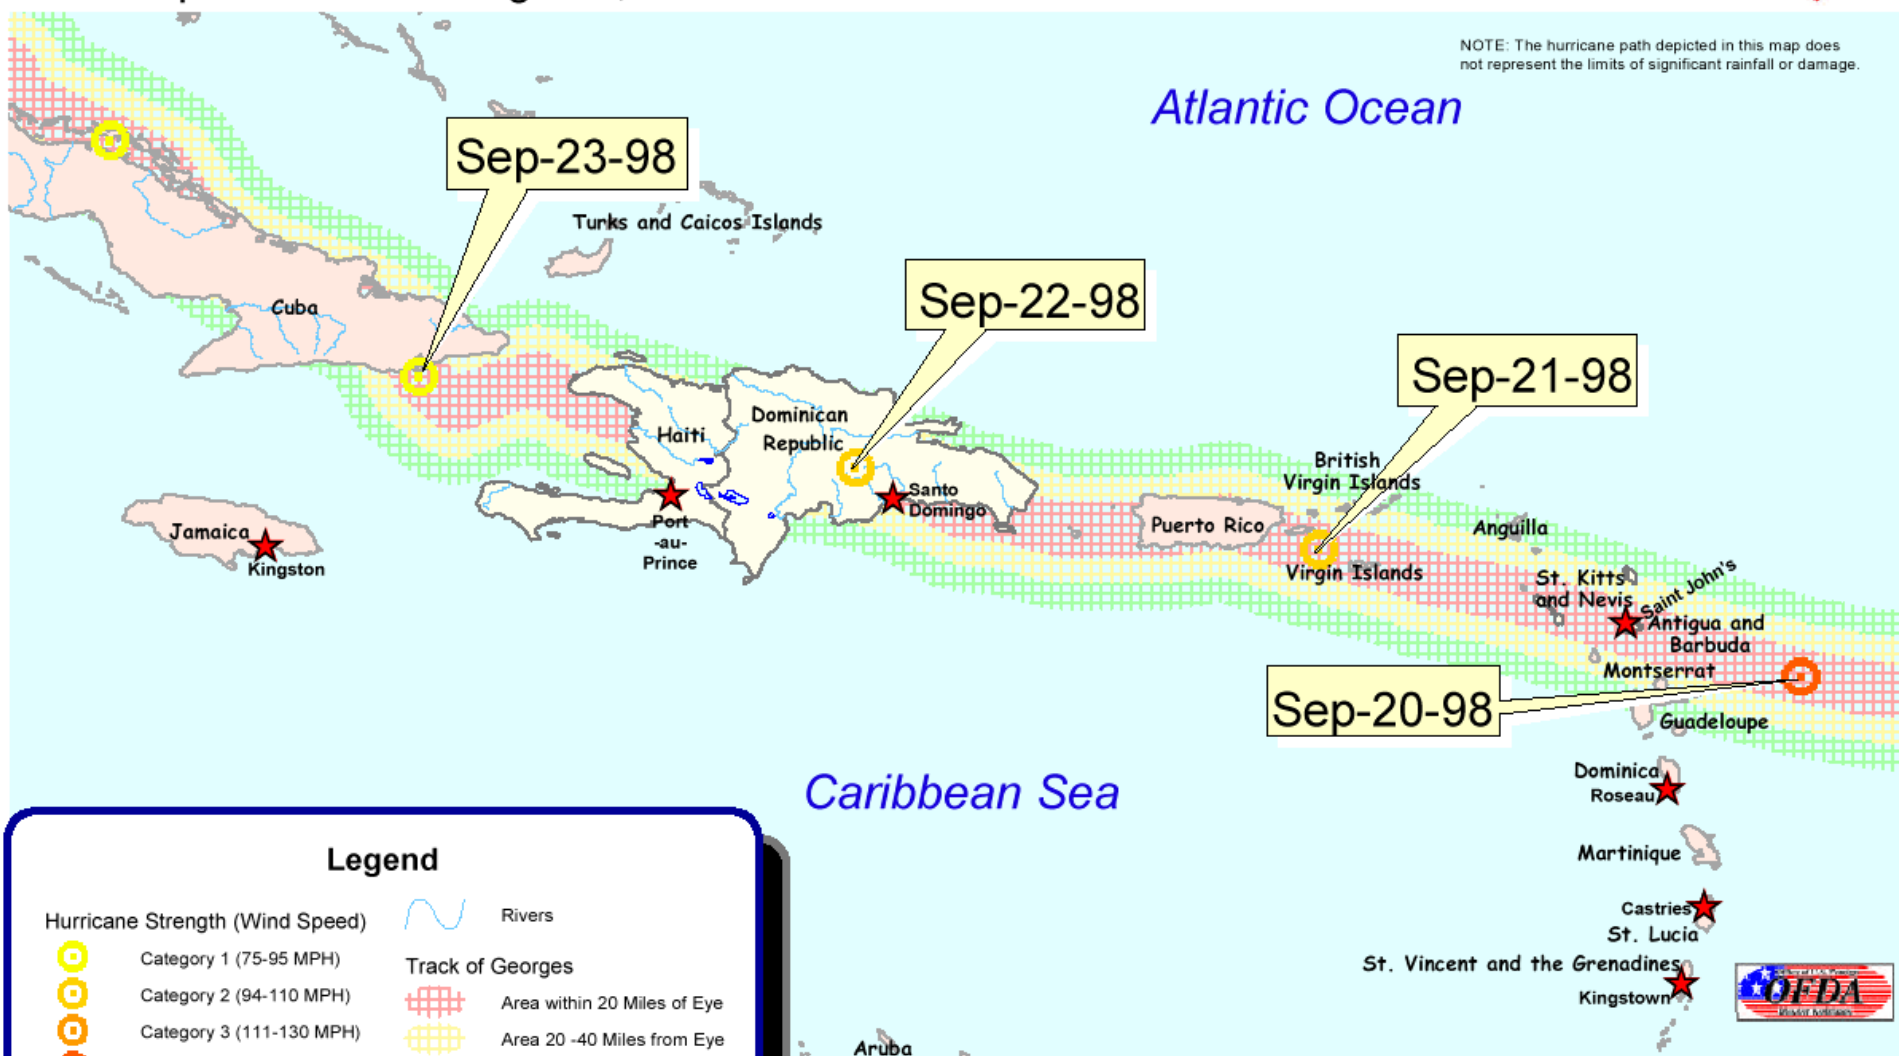 NOTE: The hurricane path depicted in this map does
not represent the limits of significant rainfall or damage.
Atlantic Ocean
Sep-23-98
Turks and Caicos Islands
Sep-22-98
Cuba
Sep-21-98
Dominican
Republic
Haiti
British
Virgin Islands
Santo
Domingo
Puerto Rico
Anguilla
Jamaica
Kingston
Port
-au-
Prince
Virgin Islands
St. Kitts
and Nevis
Saint John's
Antigua and
Barbuda
Montserrat
Sep-20-98
Guadeloupe
Caribbean Sea
Dominica
Roseau
Martinique
Castries
St. Lucia
St. Vincent and the Grenadines
Kingstown
OFDA
Aruba
Legend
Hurricane Strength (Wind Speed)
Category 1 (75-95 MPH)
Category 2 (94-110 MPH)
Category 3 (111-130 MPH)
Rivers
Track of Georges
Area within 20 Miles of Eye
Area 20 -40 Miles from Eye